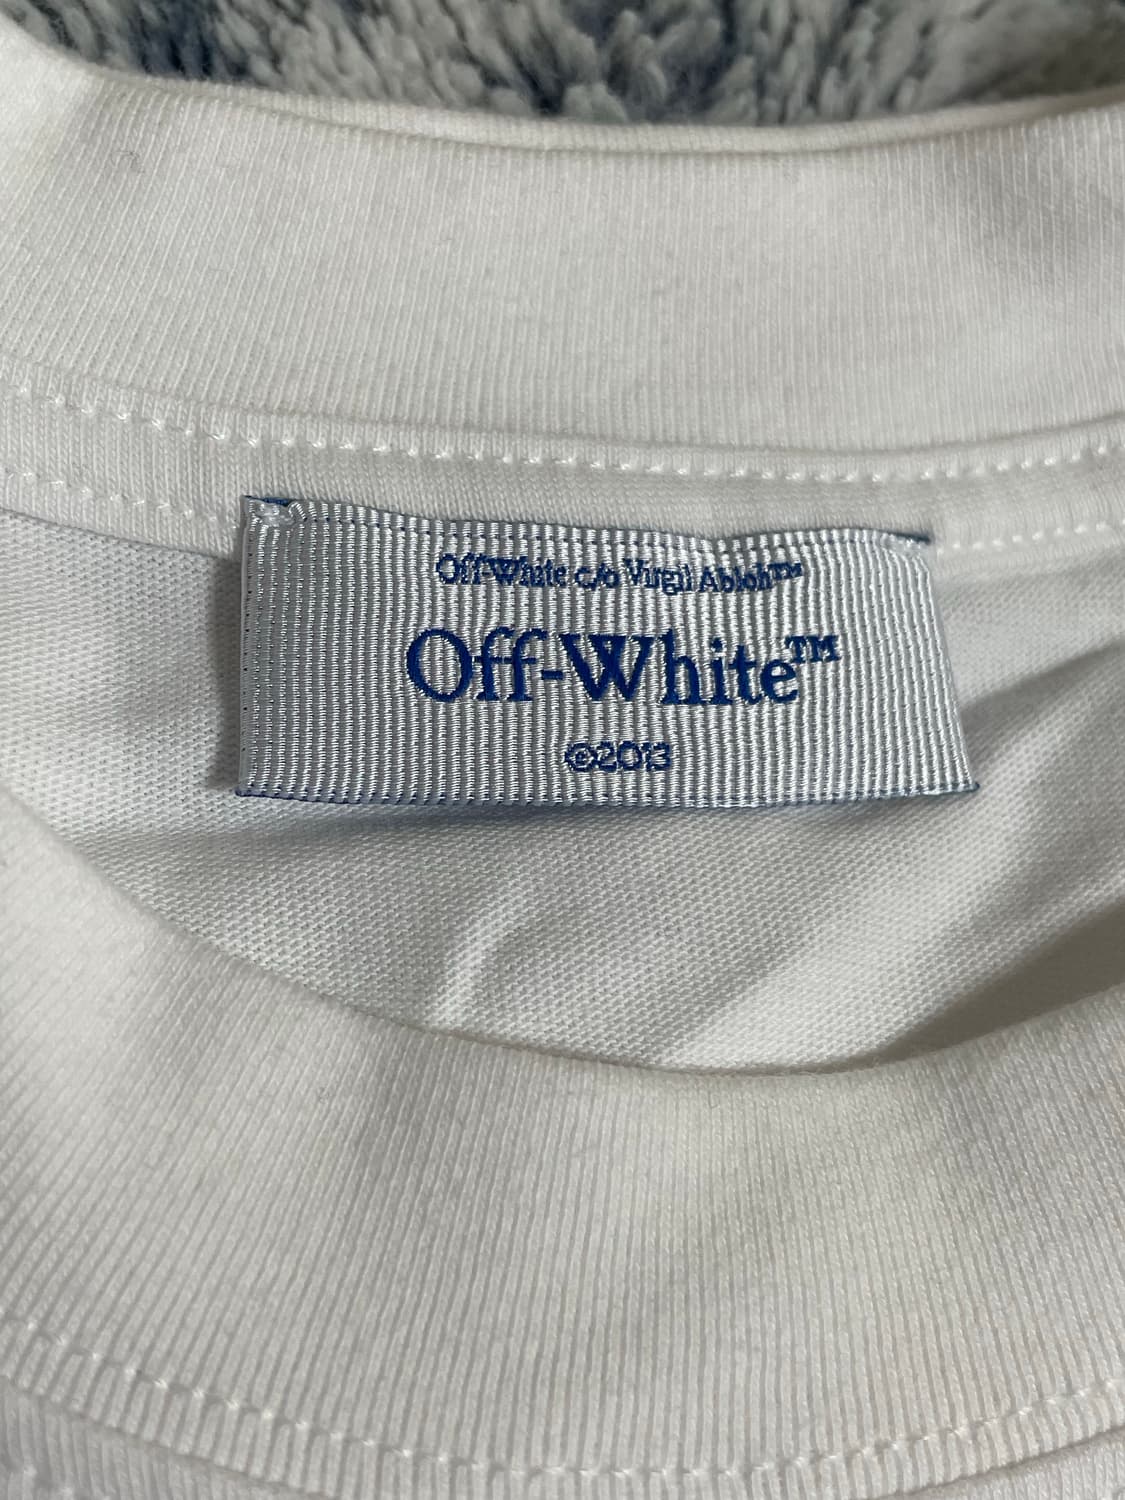 Off-White c/o Virgil Abloh™
Off-White™
©2013